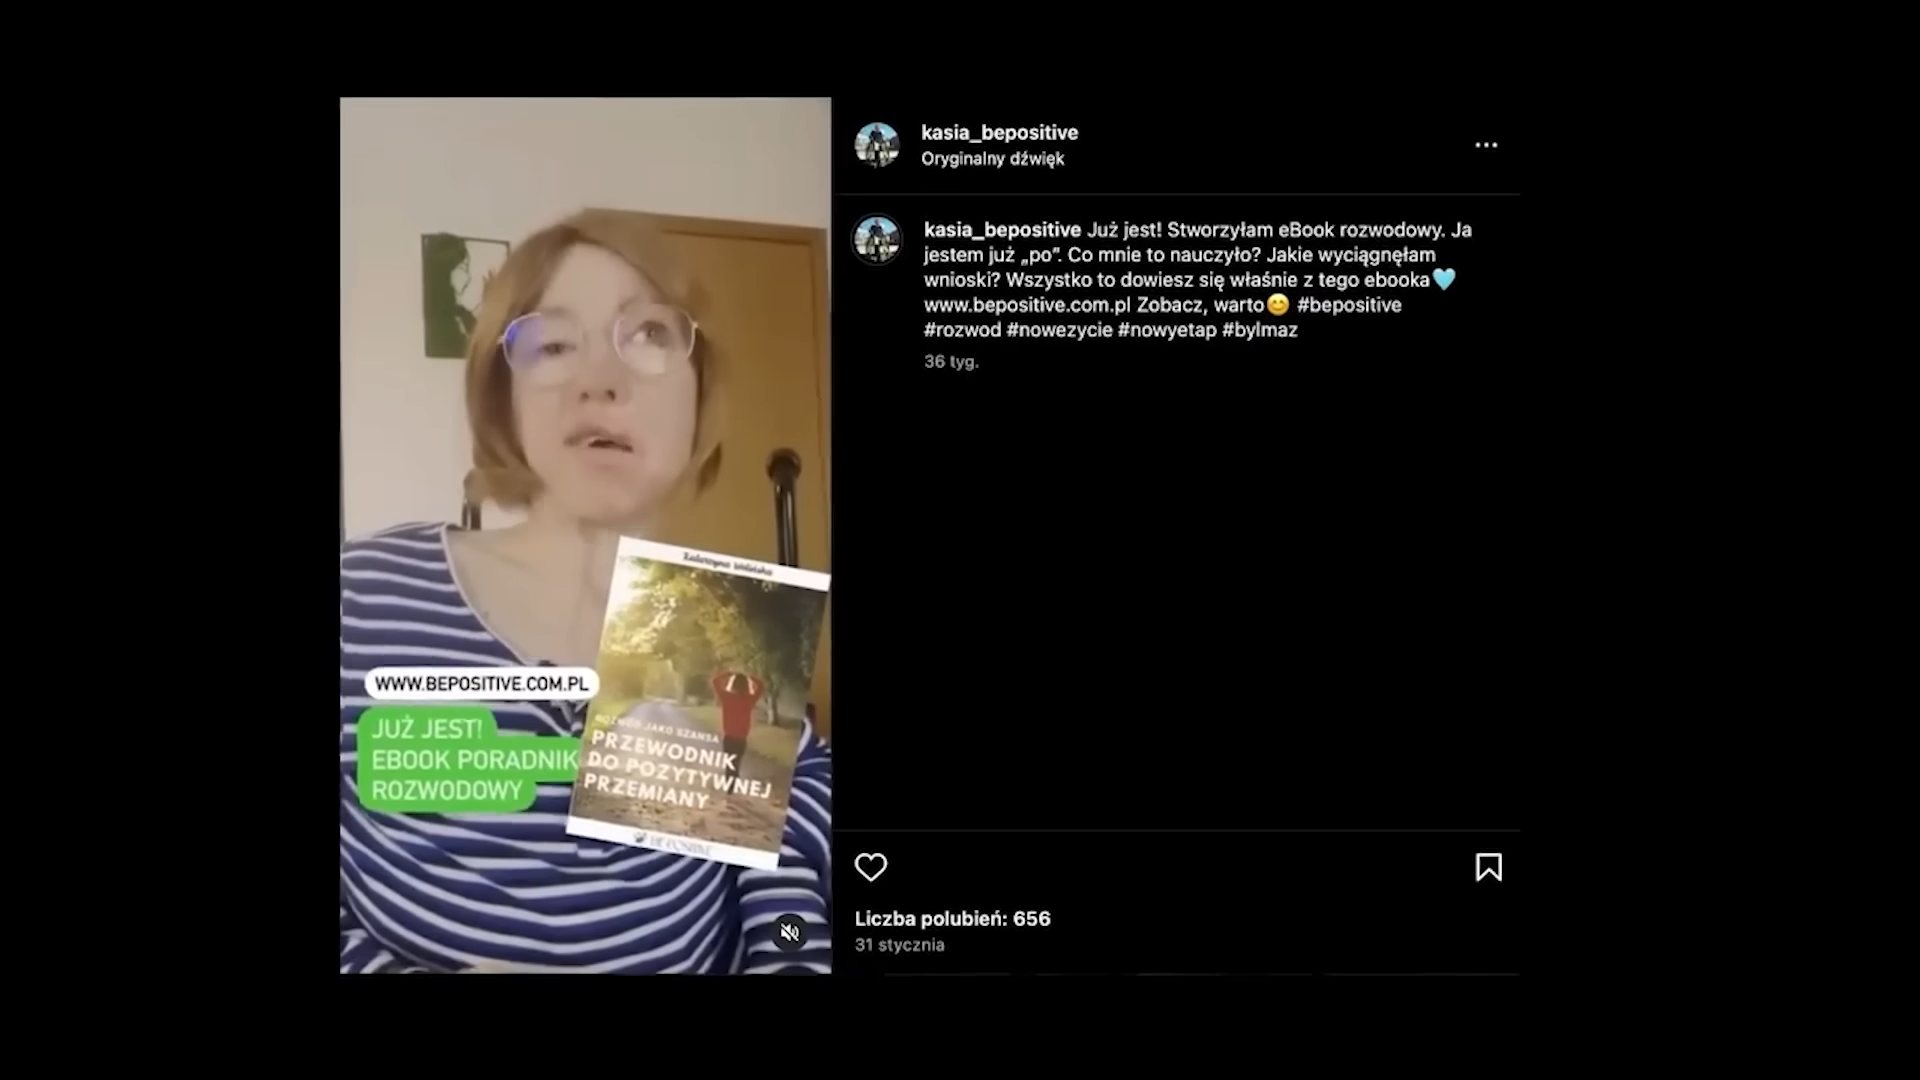 kasia_bepositive
Oryginalny dźwięk
kasia_bepositive Już jest! Stworzyłam eBook rozwodowy. Ja
jestem już „po”. Co mnie to nauczyło? Jakie wyciągnęłam
wnioski? Wszystko to dowiesz się właśnie z tego ebooka🩵
www.bepositive.com.pl Zobacz, warto😊 #bepositive
#rozwod #nowezycie #nowyetap #bylmaz
36 tyg.
WWW.BEPOSITIVE.COM.PL
JUŻ JEST!
EBOOK PORADNIK
ROZWODOWY
ROZWÓD JAKO SZANSA
PRZEWODNIK
DO POZYTYWNEJ
PRZEMIANY
Liczba polubień: 656
31 stycznia